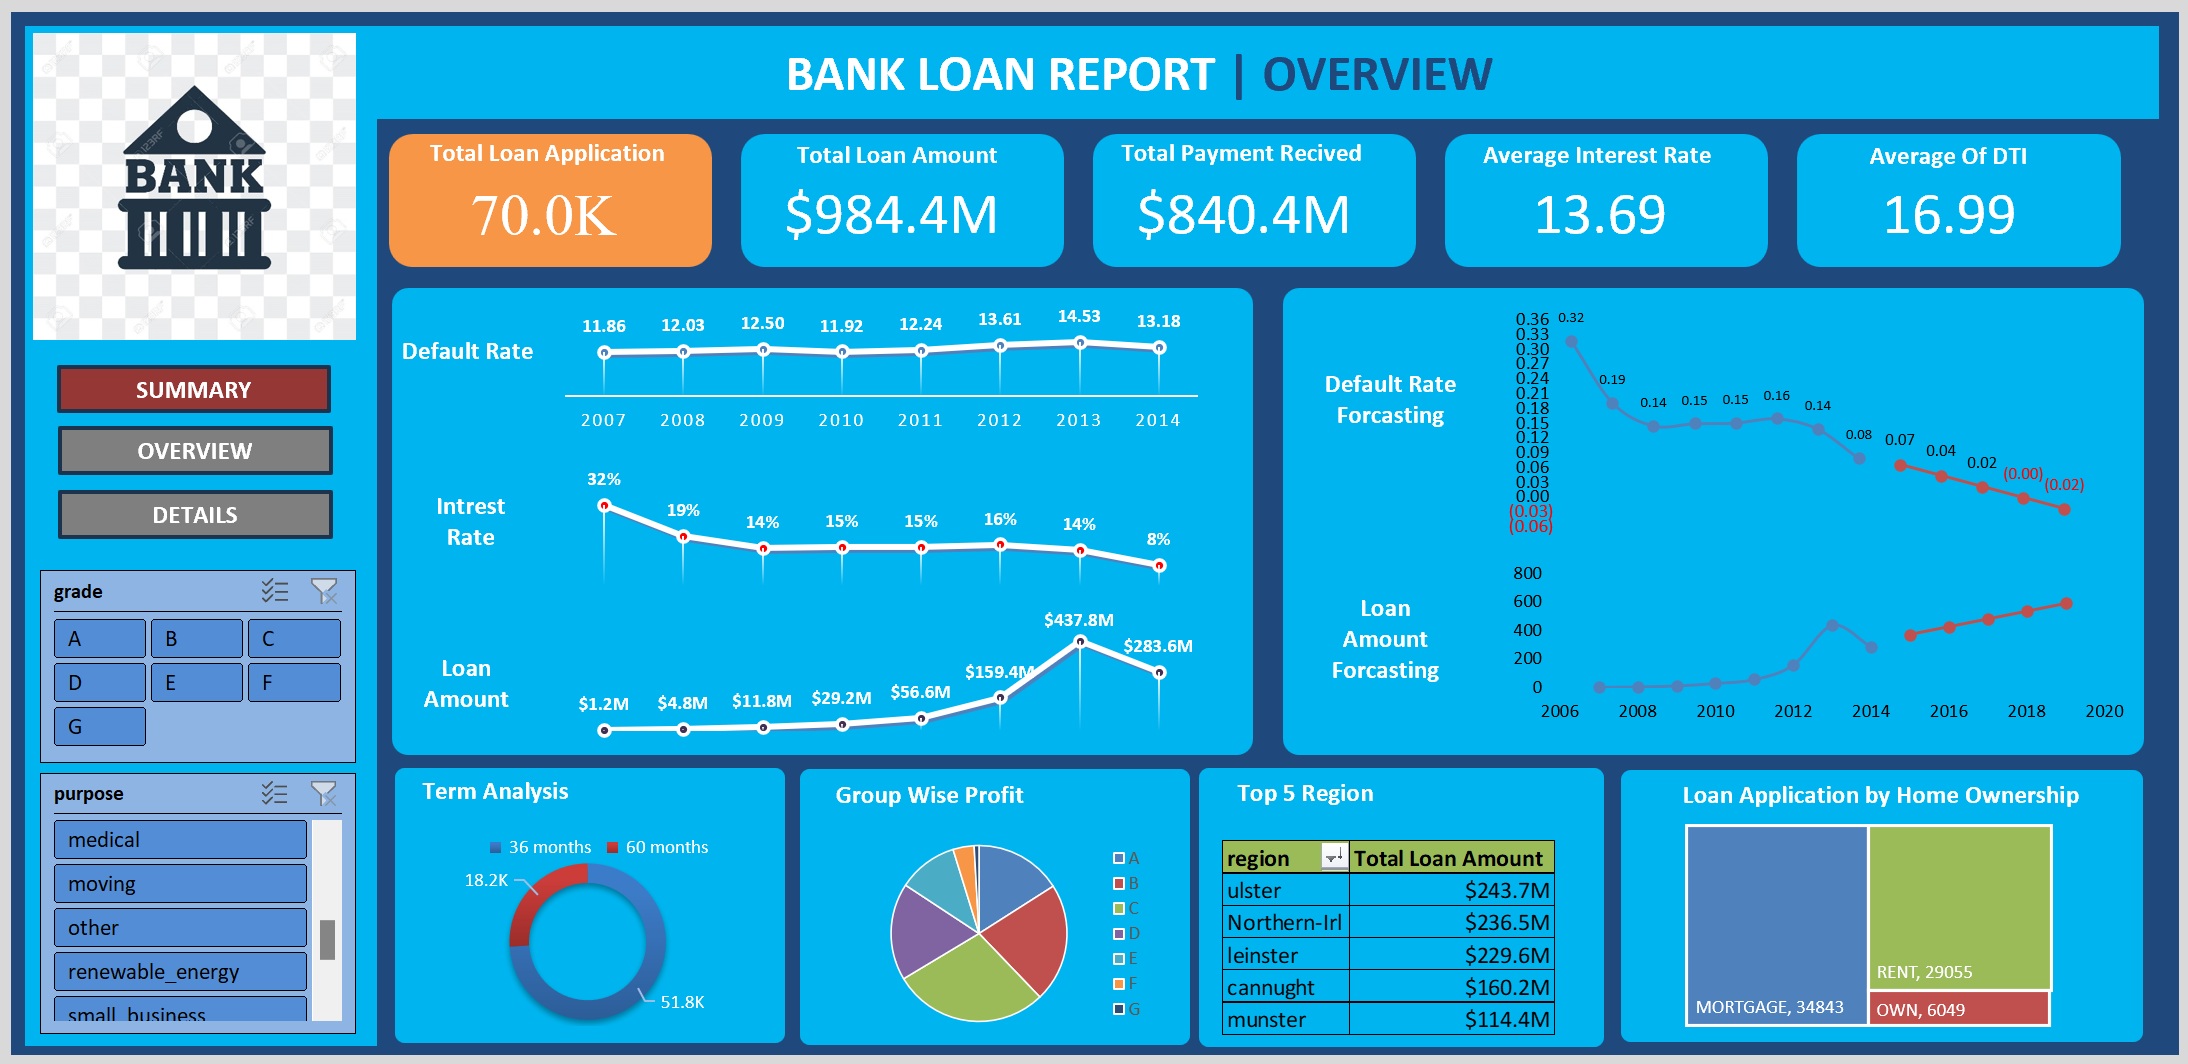 BANK LOAN REPORT | OVERVIEW
BANK
SUMMARY
OVERVIEW
DETAILS
grade
A B C
D E F
G
purpose
medical
moving
other
renewable_energy
small_business
Total Loan Application
70.0K
Total Loan Amount
$984.4M
Total Payment Recived
$840.4M
Average Interest Rate
13.69
Average Of DTI
16.99
Default Rate
11.86 12.03 12.50 11.92 12.24 13.61 14.53 13.18
2007 2008 2009 2010 2011 2012 2013 2014
Intrest
Rate
32% 19% 14% 15% 15% 16% 14% 8%
Loan
Amount
$1.2M $4.8M $11.8M $29.2M $56.6M $159.4M $437.8M $283.6M
Default Rate
Forcasting
0.36
0.33
0.30
0.27
0.24
0.21
0.18
0.15
0.12
0.09
0.06
0.03
0.00
(0.03)
(0.06)
0.32 0.19 0.14 0.15 0.15 0.16 0.14 0.08 0.07 0.04 0.02 (0.00) (0.02)
Loan
Amount
Forcasting
800
600
400
200
0
2006 2008 2010 2012 2014 2016 2018 2020
Term Analysis
36 months 60 months
18.2K
51.8K
Group Wise Profit
A
B
C
D
E
F
G
Top 5 Region
region Total Loan Amount
ulster $243.7M
Northern-Irl $236.5M
leinster $229.6M
cannught $160.2M
munster $114.4M
Loan Application by Home Ownership
MORTGAGE, 34843
RENT, 29055
OWN, 6049